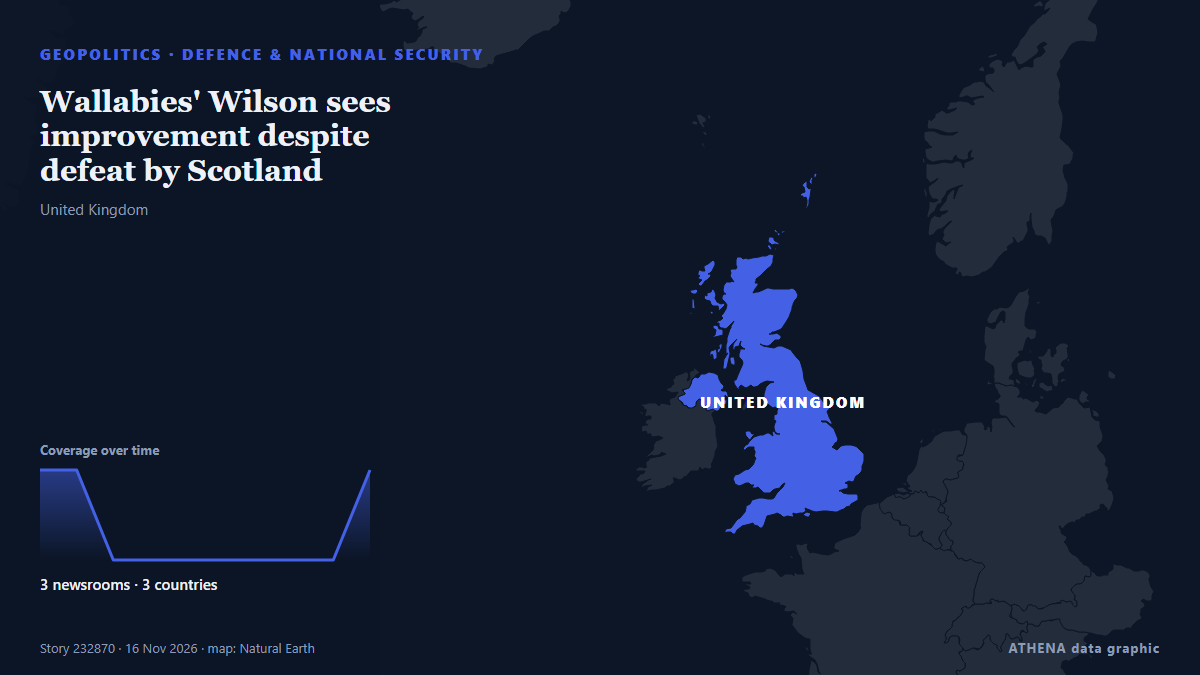 GEOPOLITICS · DEFENCE & NATIONAL SECURITY
Wallabies' Wilson sees
improvement despite
defeat by Scotland
United Kingdom
UNITED KINGDOM
Coverage over time
3 newsrooms · 3 countries
Story 232870 · 16 Nov 2026 · map: Natural Earth
ATHENA data graphic